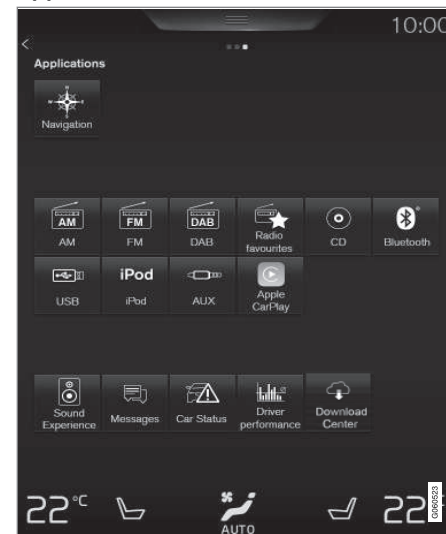 10:00
Applications
Navigation
AM FM DAB
AM FM DAB Radio favourites CD Bluetooth
iPod
USB iPod AUX Apple CarPlay
Sound Experience Messages Car Status Driver performance Download Center
22°C 22
AUTO
G060523